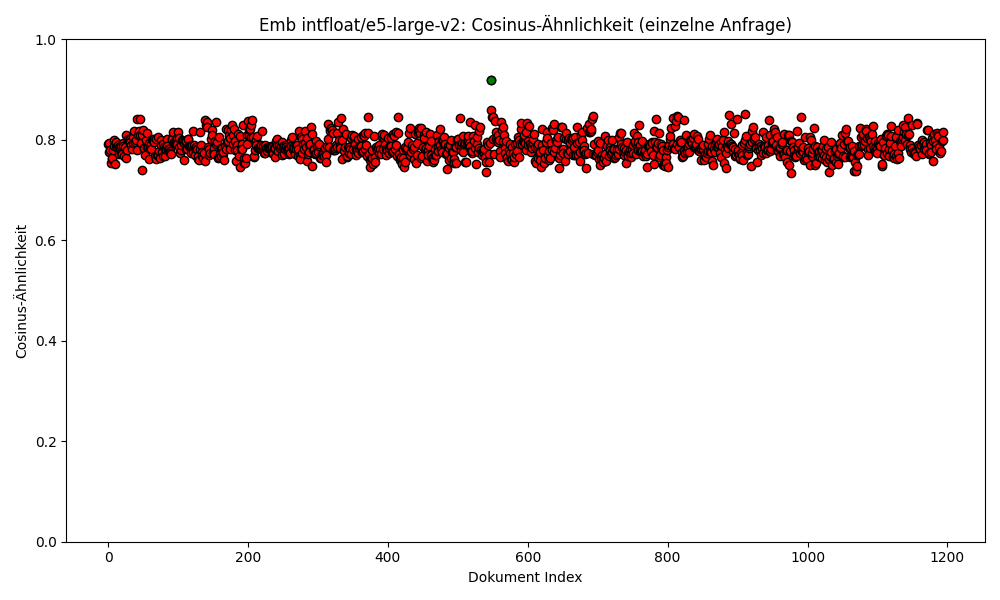 Emb intfloat/e5-large-v2: Cosinus-Ähnlichkeit (einzelne Anfrage)
1.0
0.8
0.6
0.4
0.2
0.0
Cosinus-Ähnlichkeit
0 200 400 600 800 1000 1200
Dokument Index